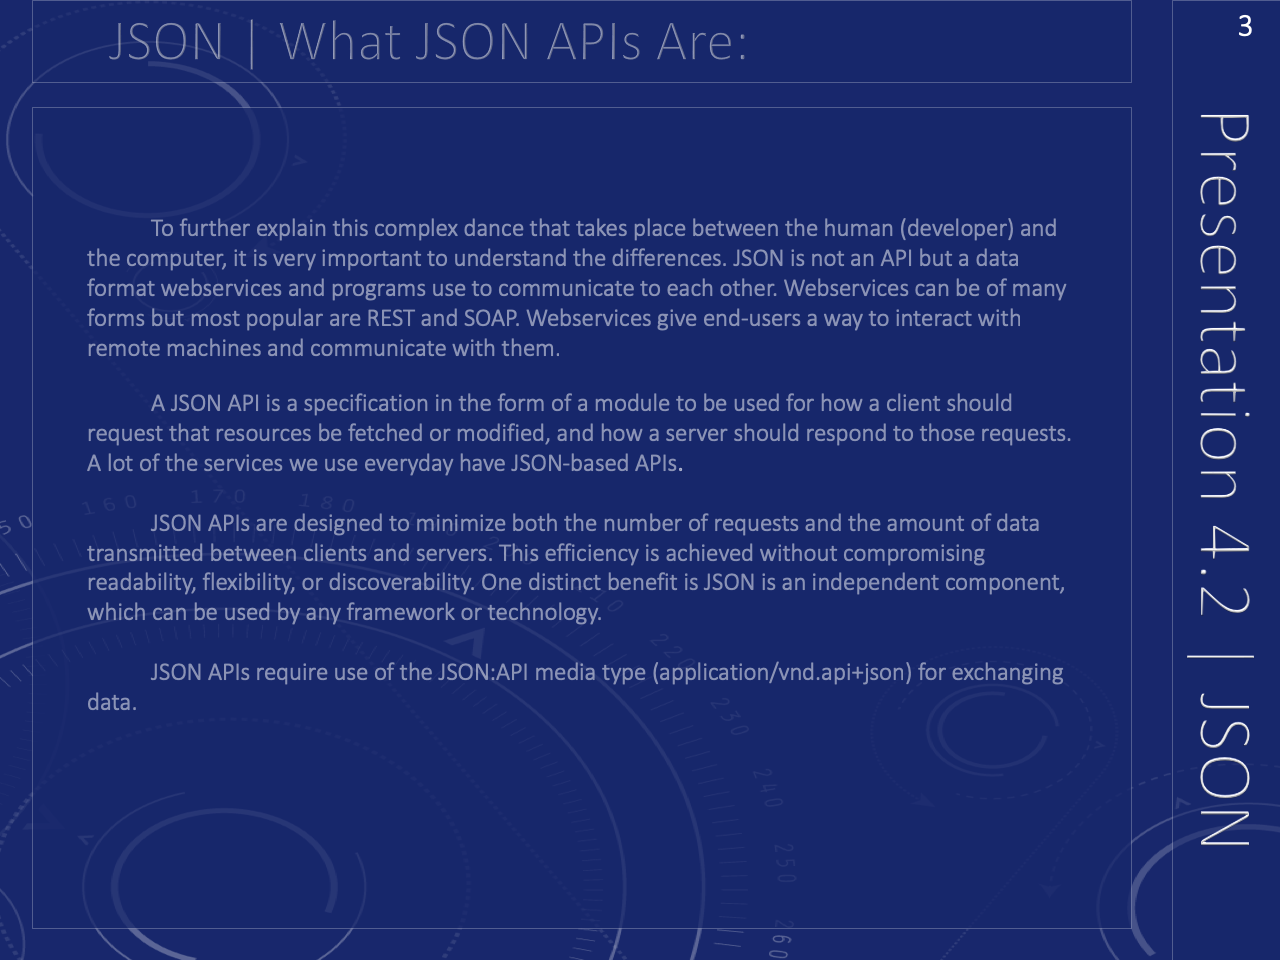 JSON | What JSON APIs Are:
3
To further explain this complex dance that takes place between the human (developer) and
the computer, it is very important to understand the differences. JSON is not an API but a data
format webservices and programs use to communicate to each other. Webservices can be of many
forms but most popular are REST and SOAP. Webservices give end-users a way to interact with
remote machines and communicate with them.
A JSON API is a specification in the form of a module to be used for how a client should
request that resources be fetched or modified, and how a server should respond to those requests.
A lot of the services we use everyday have JSON-based APIs.
JSON APIs are designed to minimize both the number of requests and the amount of data
transmitted between clients and servers. This efficiency is achieved without compromising
readability, flexibility, or discoverability. One distinct benefit is JSON is an independent component,
which can be used by any framework or technology.
JSON APIs require use of the JSON:API media type (application/vnd.api+json) for exchanging
data.
Presentation 4.2 | JSON
160
170
180
220
230
240
250
260